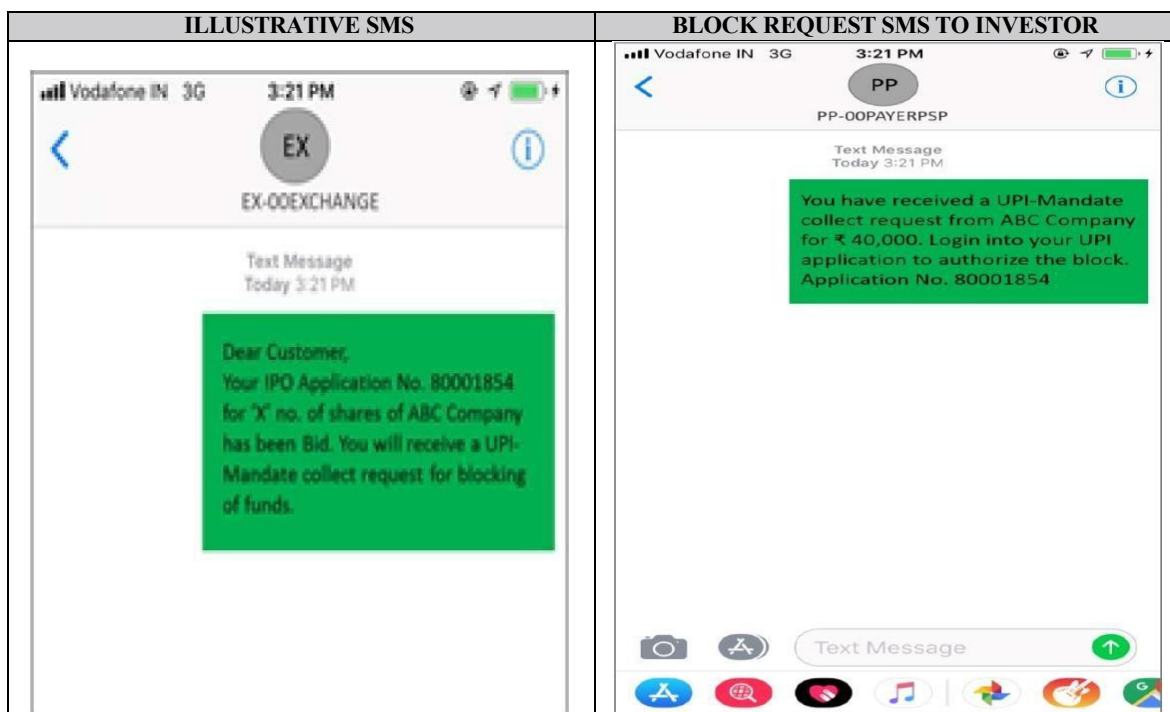 ILLUSTRATIVE SMS
Vodafone IN 3G 3:21 PM
EX
EX-00EXCHANGE
Text Message
Today 3:21 PM
Dear Customer,
Your IPO Application No. 80001854
for "X" no. of shares of ABC Company
has been Bid. You will receive a UPI-
Mandate collect request for blocking
of funds.
BLOCK REQUEST SMS TO INVESTOR
Vodafone IN 3G 3:21 PM
PP
PP-00PAYERPSP
Text Message
Today 3:21 PM
You have received a UPI-Mandate
collect request from ABC Company
for ₹ 40,000. Login into your UPI
application to authorize the block.
Application No. 80001854
Text Message
G